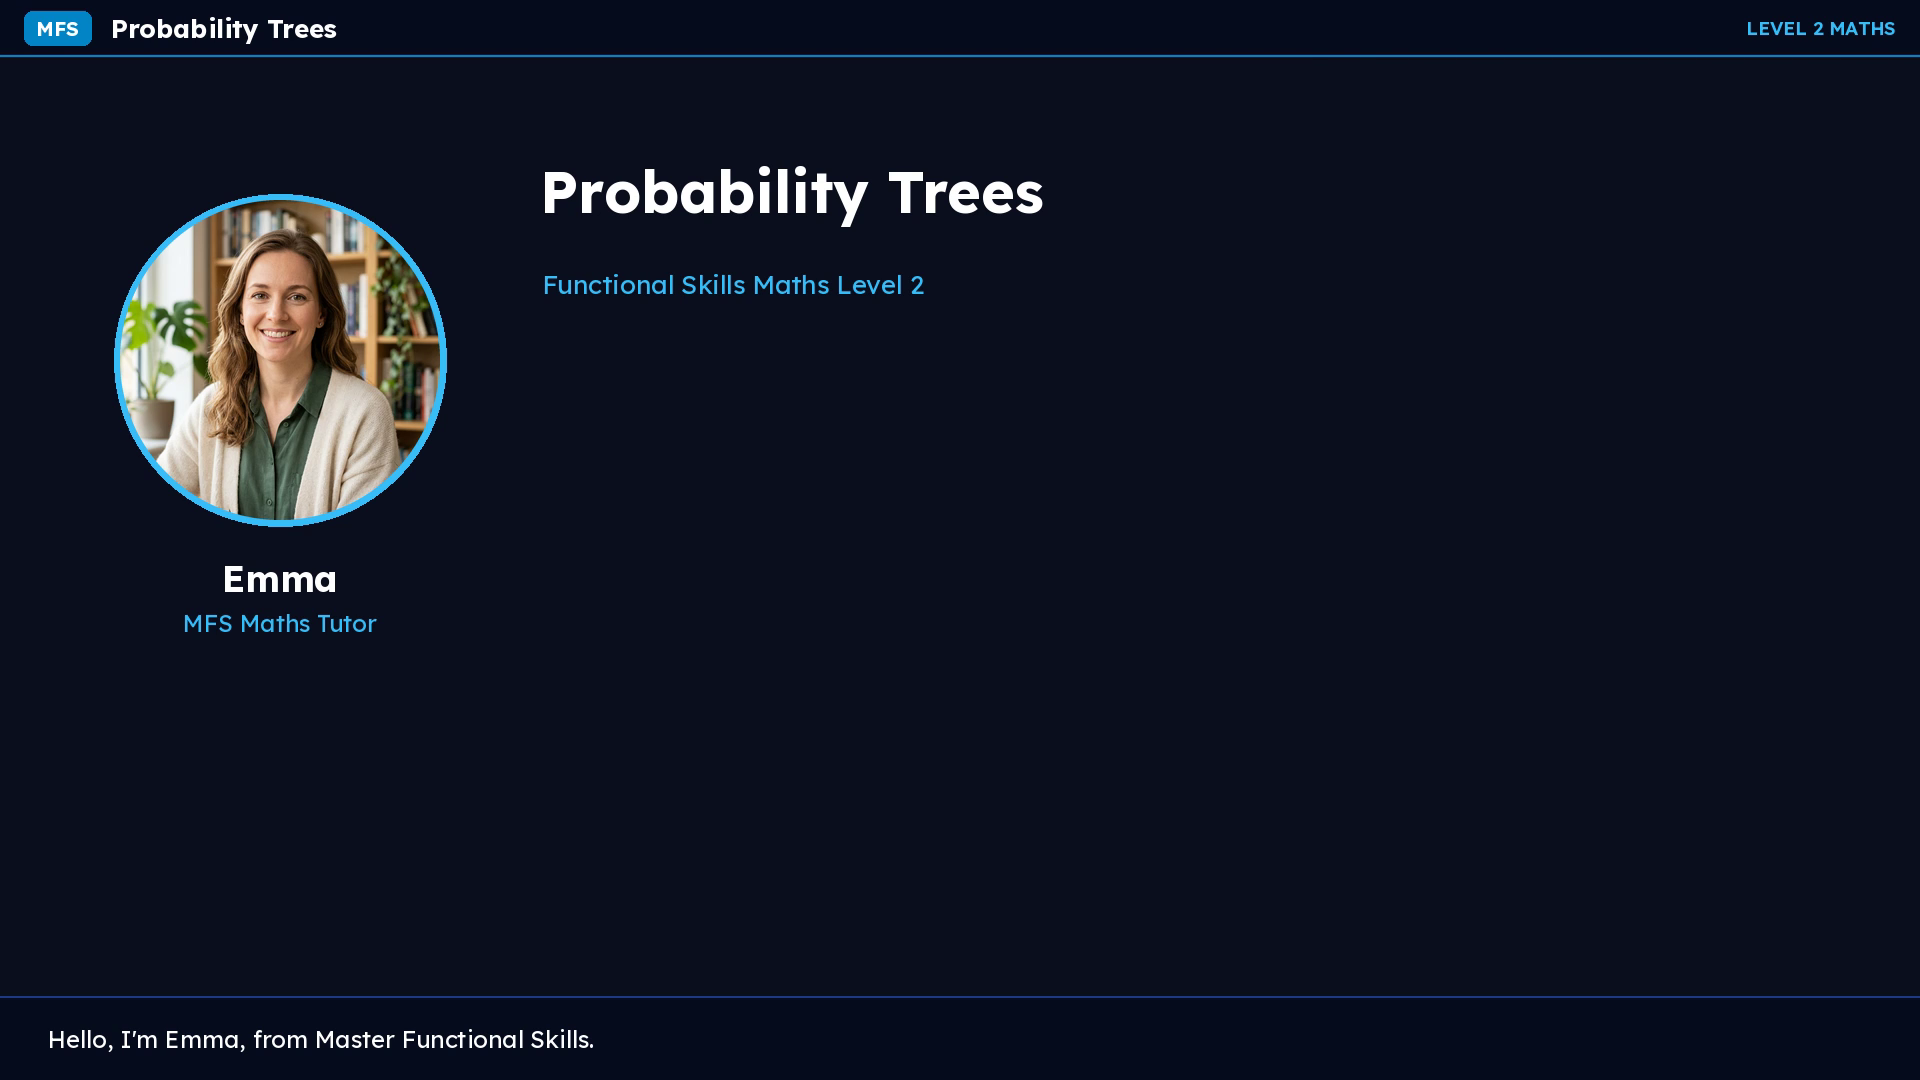 MFS Probability Trees
LEVEL 2 MATHS
Probability Trees
Functional Skills Maths Level 2
Emma
MFS Maths Tutor
Hello, I'm Emma, from Master Functional Skills.